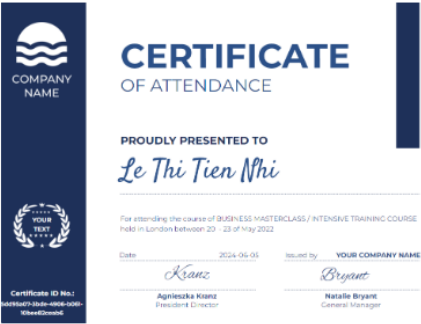 COMPANY
NAME
CERTIFICATE
OF ATTENDANCE
PROUDLY PRESENTED TO
Le Thi Tien Nhi
For attending the course of BUSINESS MASTERCLASS / INTENSIVE TRAINING COURSE
held in London between 20 - 23 of May 2022
YOUR
TEXT
Date 2024-06-05 Issued by YOUR COMPANY NAME
Kranz Bryant
Agnieszka Kranz Natalie Bryant
President Director General Manager
Certificate ID No.: